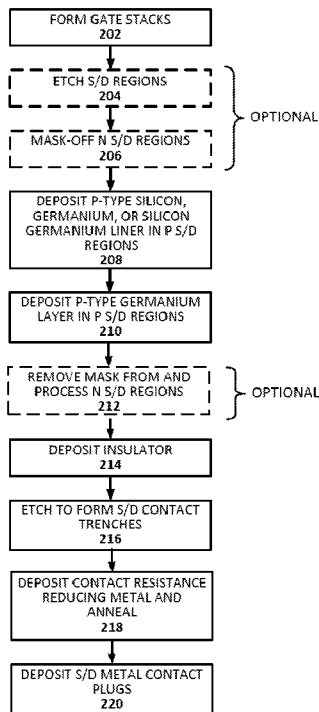 FORM GATE STACKS
202
ETCH S/D REGIONS
204
OPTIONAL
MASK-OFF N S/D REGIONS
206
DEPOSIT P-TYPE SILICON,
GERMANIUM, OR SILICON
GERMANIUM LINER IN P S/D
REGIONS
208
DEPOSIT P-TYPE GERMANIUM
LAYER IN P S/D REGIONS
210
REMOVE MASK FROM AND
PROCESS N S/D REGIONS
212
OPTIONAL
DEPOSIT INSULATOR
214
ETCH TO FORM S/D CONTACT
TRENCHES
216
DEPOSIT CONTACT RESISTANCE
REDUCING METAL AND
ANNEAL
218
DEPOSIT S/D METAL CONTACT
PLUGS
220